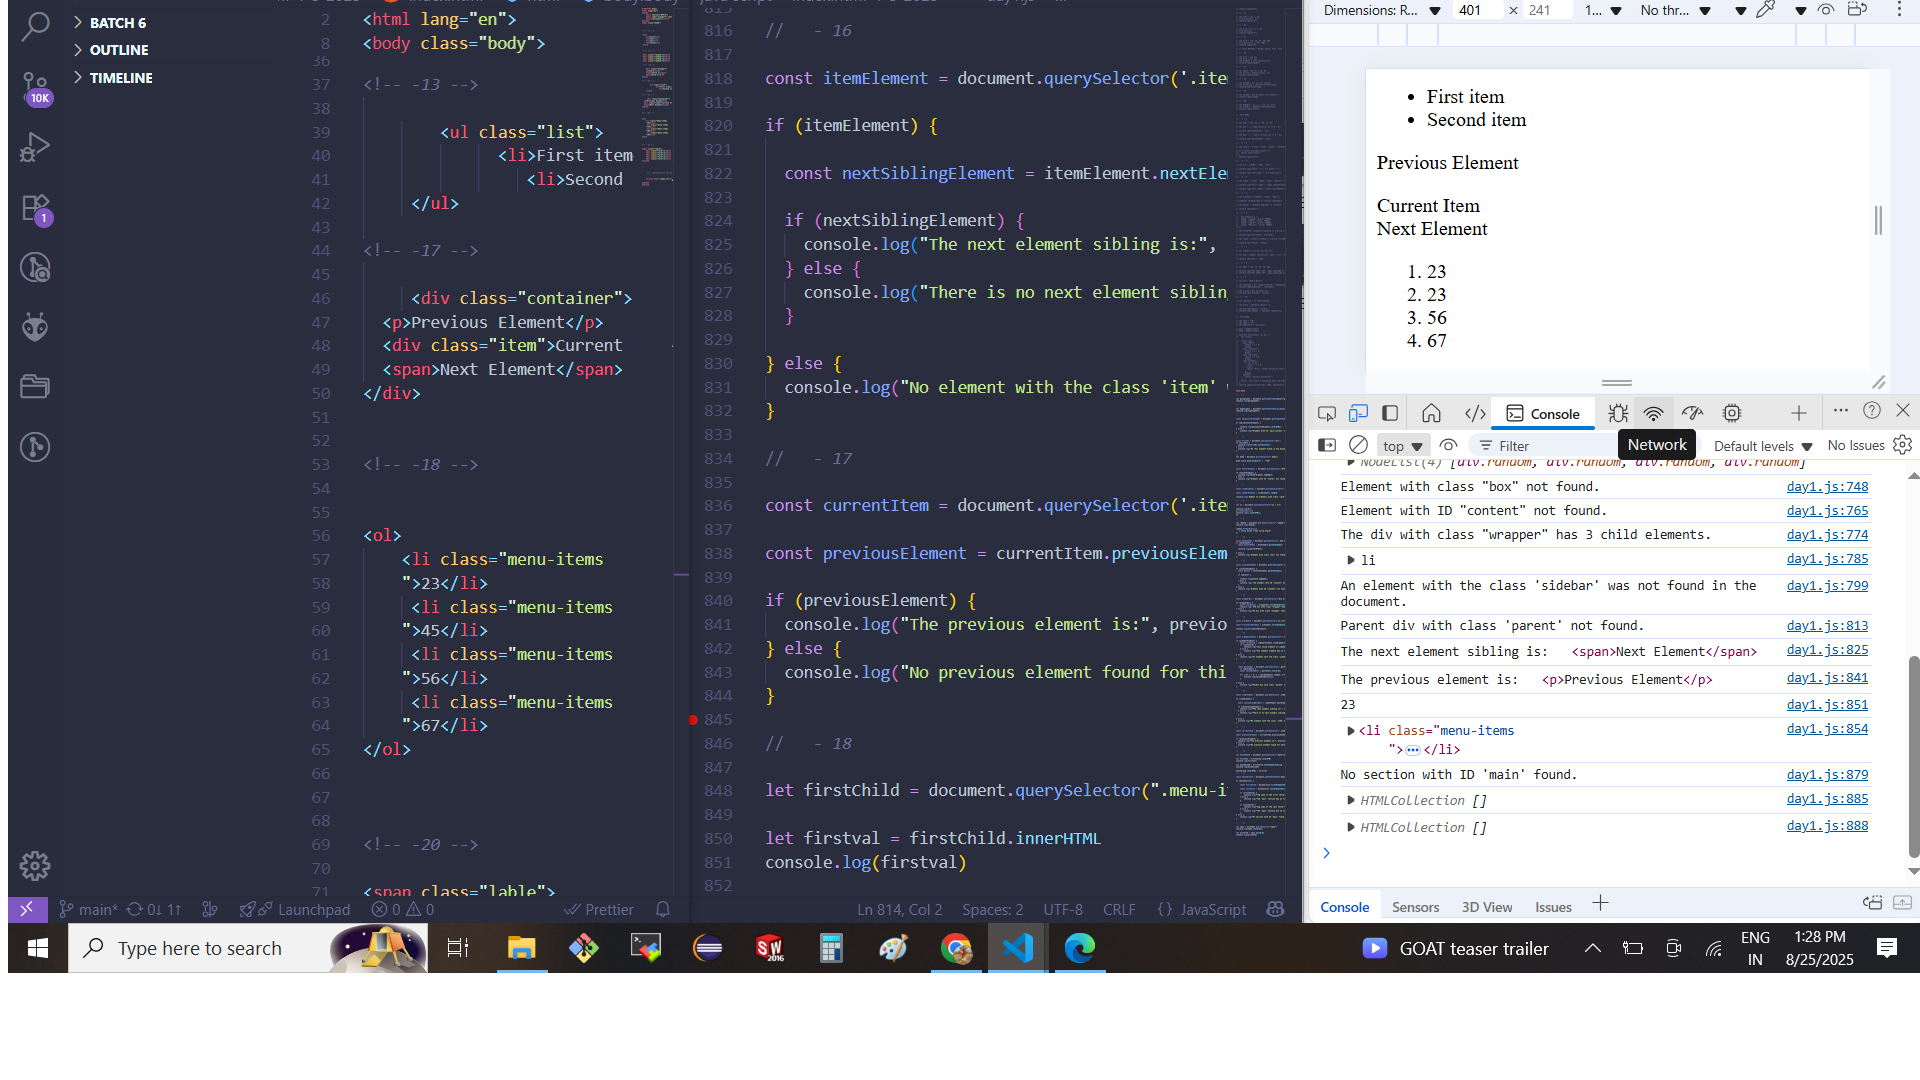 BATCH 6
OUTLINE
TIMELINE
10K
1
2 <html lang="en">
8 <body class="body">
36
37 <!-- -13 -->
38
39 <ul class="list">
40 <li>First item
41 <li>Second
42 </ul>
43
44 <!-- -17 -->
45
46 <div class="container">
47 <p>Previous Element</p>
48 <div class="item">Current
49 <span>Next Element</span>
50 </div>
51
52
53 <!-- -18 -->
54
55
56 <ol>
57 <li class="menu-items
58 ">23</li>
59 <li class="menu-items
60 ">45</li>
61 <li class="menu-items
62 ">56</li>
63 <li class="menu-items
64 ">67</li>
65 </ol>
66
67
68
69 <!-- -20 -->
70
71 <span class="lable">
816 // - 16
817
818 const itemElement = document.querySelector('.ite
819
820 if (itemElement) {
821
822 const nextSiblingElement = itemElement.nextEle
823
824 if (nextSiblingElement) {
825 console.log("The next element sibling is:",
826 } else {
827 console.log("There is no next element siblin
828 }
829
830 } else {
831 console.log("No element with the class 'item'
832 }
833
834 // - 17
835
836 const currentItem = document.querySelector('.ite
837
838 const previousElement = currentItem.previousElem
839
840 if (previousElement) {
841 console.log("The previous element is:", previo
842 } else {
843 console.log("No previous element found for thi
844 }
845
846 // - 18
847
848 let firstChild = document.querySelector(".menu-i
849
850 let firstval = firstChild.innerHTML
851 console.log(firstval)
852
main* 0↓ 1↑ Launchpad 0 0 Prettier
Ln 814, Col 2 Spaces: 2 UTF-8 CRLF {} JavaScript
Dimensions: R... 401 × 241 1... No thr...
• First item
• Second item
Previous Element
Current Item
Next Element
1. 23
2. 23
3. 56
4. 67
Console
Network
top Filter Default levels No Issues
NodeList(4) [div.random, div.random, div.random, div.random]
Element with class "box" not found. day1.js:748
Element with ID "content" not found. day1.js:765
The div with class "wrapper" has 3 child elements. day1.js:774
li day1.js:785
An element with the class 'sidebar' was not found in the day1.js:799
document.
Parent div with class 'parent' not found. day1.js:813
The next element sibling is: <span>Next Element</span> day1.js:825
The previous element is: <p>Previous Element</p> day1.js:841
23 day1.js:851
<li class="menu-items day1.js:854
">…</li>
No section with ID 'main' found. day1.js:879
HTMLCollection [] day1.js:885
HTMLCollection [] day1.js:888
Console Sensors 3D View Issues
Type here to search
SW
2016
GOAT teaser trailer
ENG
IN
1:28 PM
8/25/2025